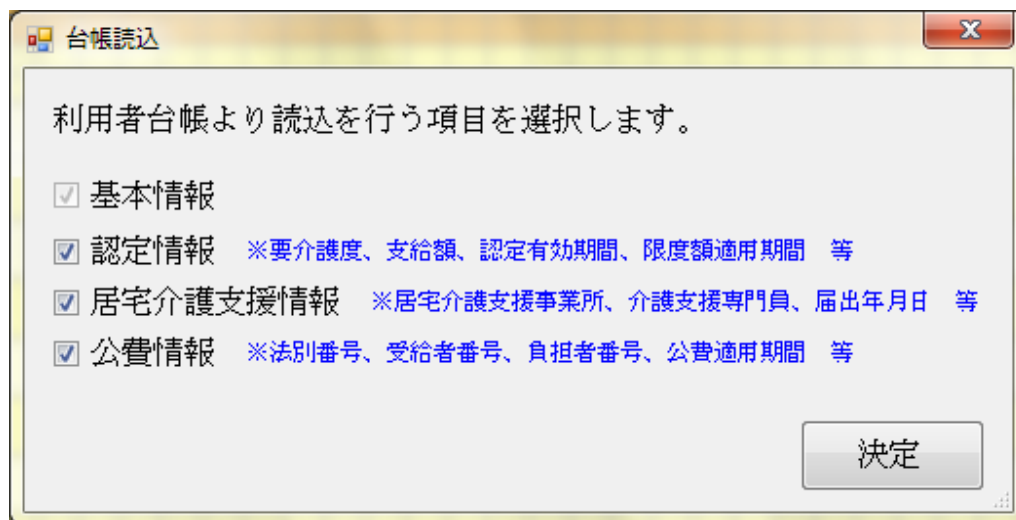 台帳読込
利用者台帳より読込を行う項目を選択します。
基本情報
認定情報 ※要介護度、支給額、認定有効期間、限度額適用期間 等
居宅介護支援情報 ※居宅介護支援事業所、介護支援専門員、届出年月日 等
公費情報 ※法別番号、受給者番号、負担者番号、公費適用期間 等
決定